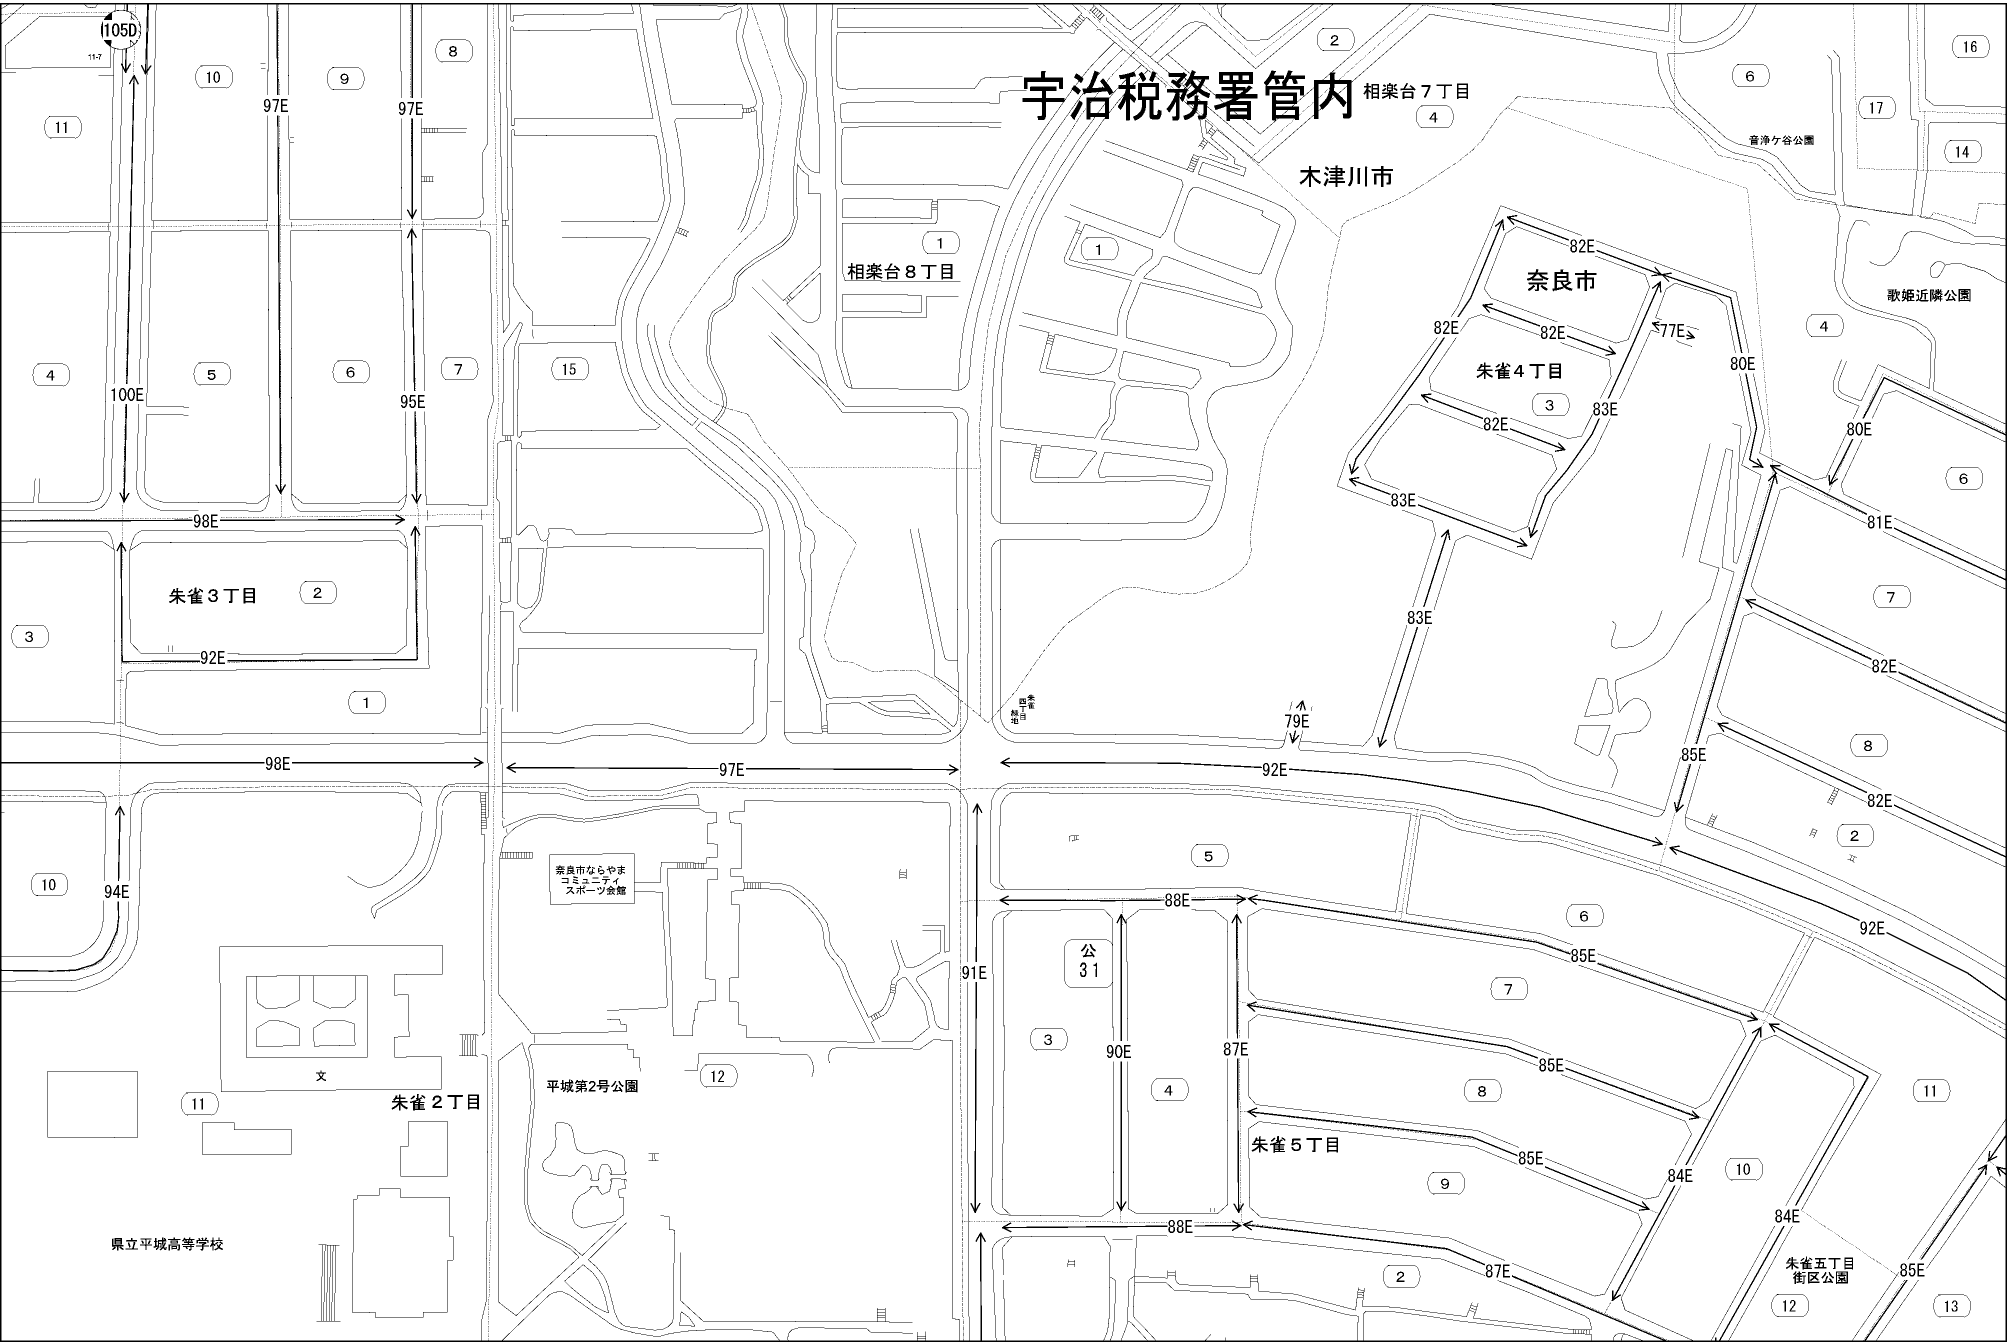 105D
11-7
10
9
8
2
16
6
97E
97E
宇治税務署管内
相楽台７丁目
4
17
11
音浄ケ谷公園
14
木津川市
1
1
82E
相楽台８丁目
奈良市
歌姫近隣公園
82E
82E
77E
4
80E
4
5
6
7
15
朱雀４丁目
100E
95E
3
83E
82E
80E
6
83E
98E
81E
朱雀３丁目
2
7
83E
3
92E
82E
1
朱雀
四丁目
緑地
79E
8
98E
97E
92E
85E
82E
2
5
10
94E
奈良市ならやま
コミュニティ
スポーツ会館
88E
6
92E
公
31
91E
85E
7
3
90E
87E
85E
文
平城第2号公園
12
4
8
11
10
11
朱雀２丁目
朱雀５丁目
85E
84E
9
84E
県立平城高等学校
88E
87E
2
朱雀五丁目
街区公園
85E
12
13